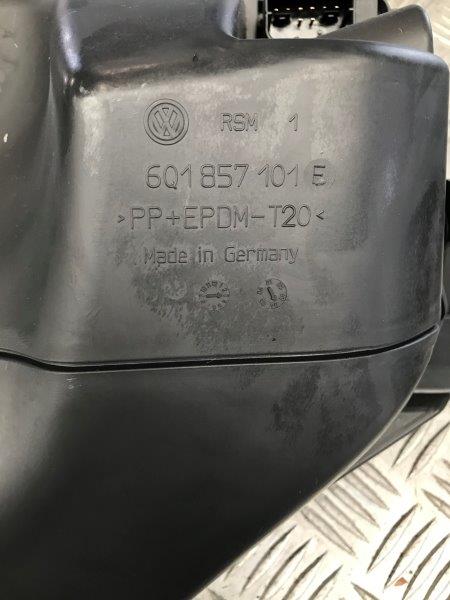 RSM 1
6Q1 857 101 E
>PP+EPDM-T20<
Made in Germany